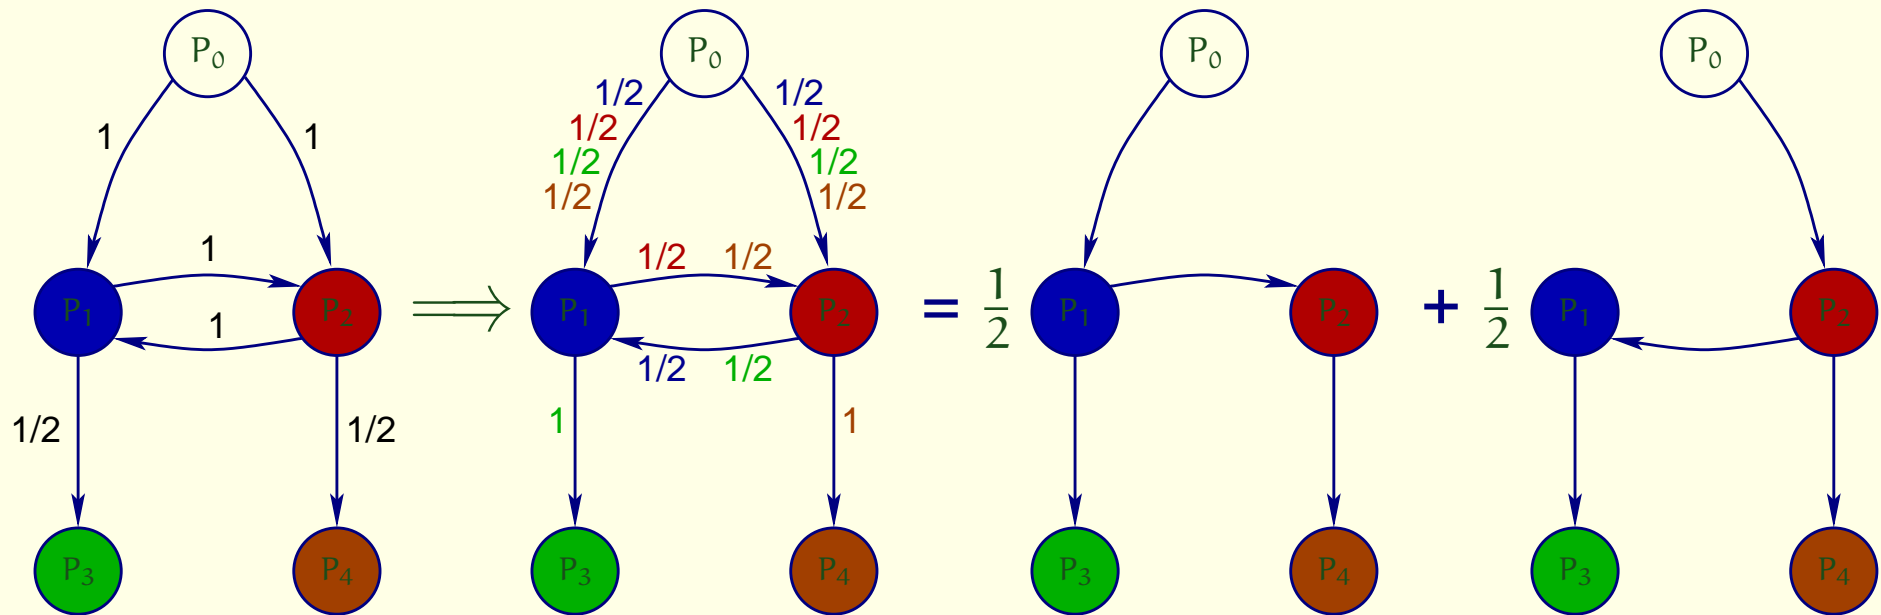 P0 P0 P0 P0
1/2 1/2
1/2 1/2
1 1 1/2 1/2
1/2 1/2
1 1/2 1/2
P1 P2 ⟹ P1 P2 = 1/2 P1 P2 + 1/2 P1 P2
1 1/2 1/2
1/2 1/2 1 1
P3 P4 P3 P4 P3 P4 P3 P4